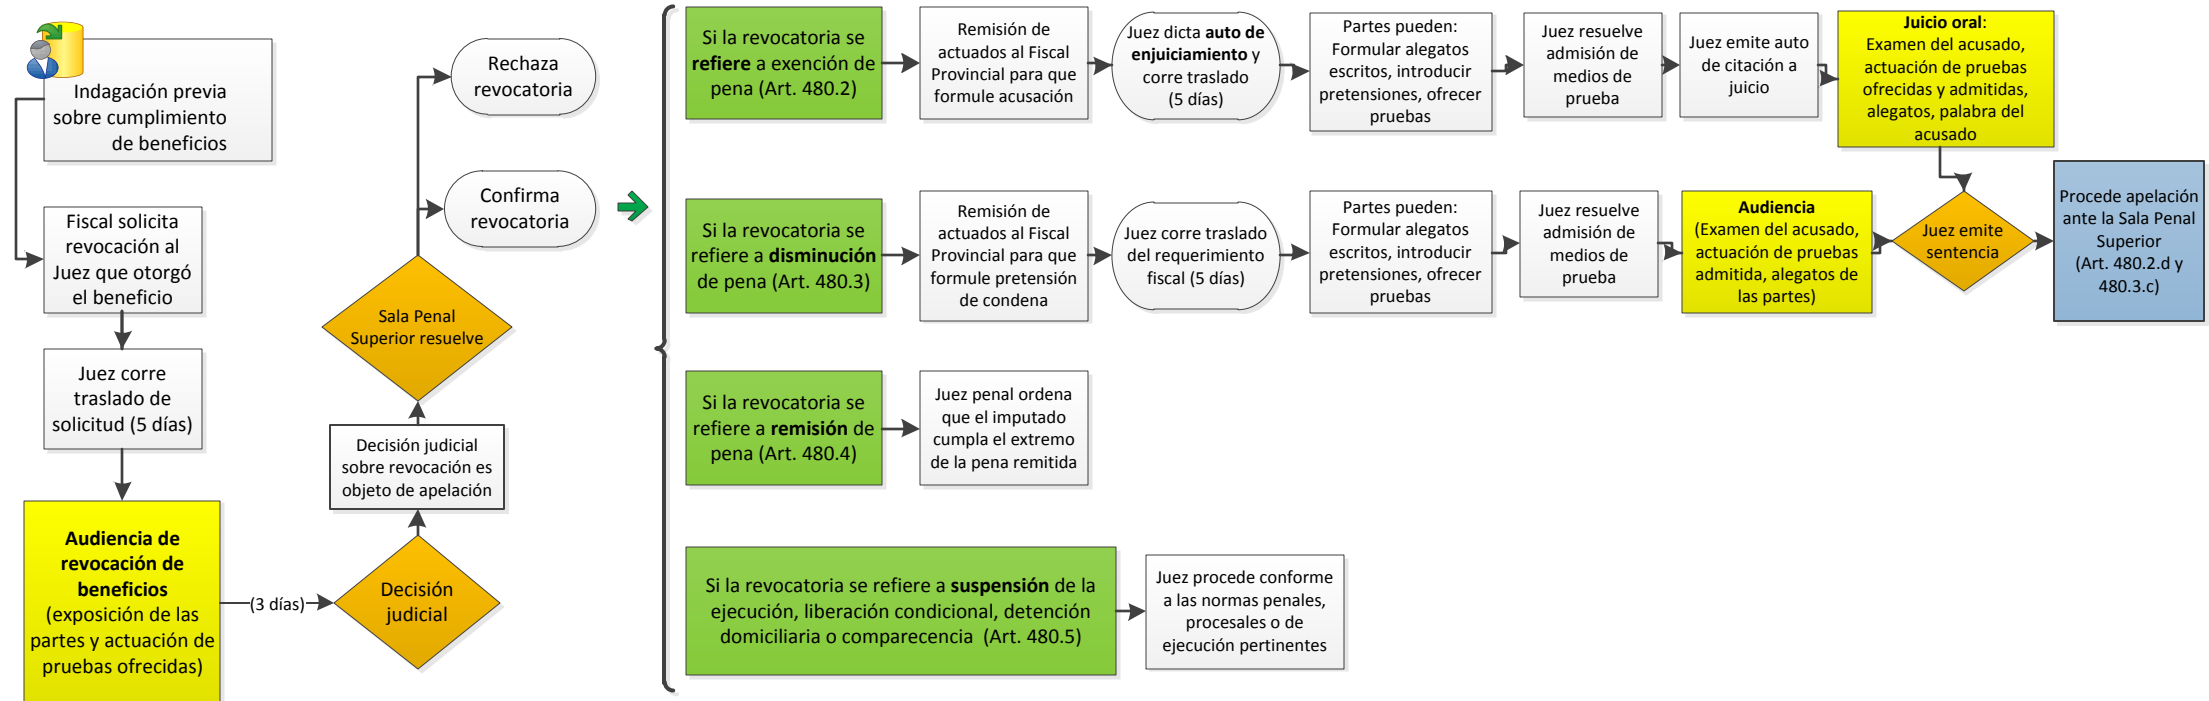 Indagación previa
sobre cumplimiento
de beneficios
Fiscal solicita
revocación al
Juez que otorgó
el beneficio
Juez corre
traslado de
solicitud (5 días)
Audiencia de
revocación de
beneficios
(exposición de las
partes y actuación de
pruebas ofrecidas)
(3 días)
Decisión
judicial
Decisión judicial
sobre revocación es
objeto de apelación
Sala Penal
Superior resuelve
Rechaza
revocatoria
Confirma
revocatoria
Si la revocatoria se
refiere a exención de
pena (Art. 480.2)
Remisión de
actuados al Fiscal
Provincial para que
formule acusación
Juez dicta auto de
enjuiciamiento y
corre traslado
(5 días)
Partes pueden:
Formular alegatos
escritos, introducir
pretensiones, ofrecer
pruebas
Juez resuelve
admisión de
medios de
prueba
Juez emite auto
de citación a
juicio
Juicio oral:
Examen del acusado,
actuación de pruebas
ofrecidas y admitidas,
alegatos, palabra del
acusado
Si la revocatoria se
refiere a disminución
de pena (Art. 480.3)
Remisión de
actuados al Fiscal
Provincial para que
formule pretensión
de condena
Juez corre traslado
del requerimiento
fiscal (5 días)
Partes pueden:
Formular alegatos
escritos, introducir
pretensiones, ofrecer
pruebas
Juez resuelve
admisión de
medios de
prueba
Audiencia
(Examen del acusado,
actuación de pruebas
admitida, alegatos de
las partes)
Juez emite
sentencia
Procede apelación
ante la Sala Penal
Superior
(Art. 480.2.d y
480.3.c)
Si la revocatoria se
refiere a remisión de
pena (Art. 480.4)
Juez penal ordena
que el imputado
cumpla el extremo
de la pena remitida
Si la revocatoria se refiere a suspensión de la
ejecución, liberación condicional, detención
domiciliaria o comparecencia (Art. 480.5)
Juez procede conforme
a las normas penales,
procesales o de
ejecución pertinentes